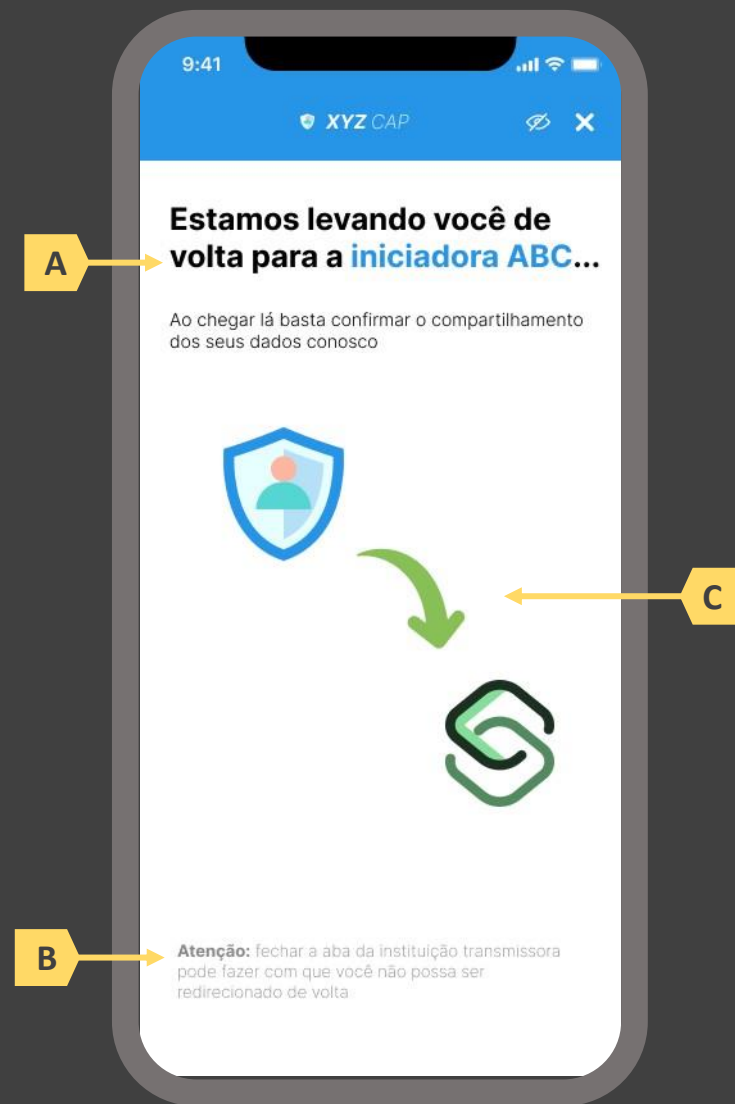 9:41
XYZ CAP
Estamos levando você de
A
volta para a iniciadora ABC...
Ao chegar lá basta confirmar o compartilhamento
dos seus dados conosco
C
B
Atenção: fechar a aba da instituição transmissora
pode fazer com que você não possa ser
redirecionado de volta